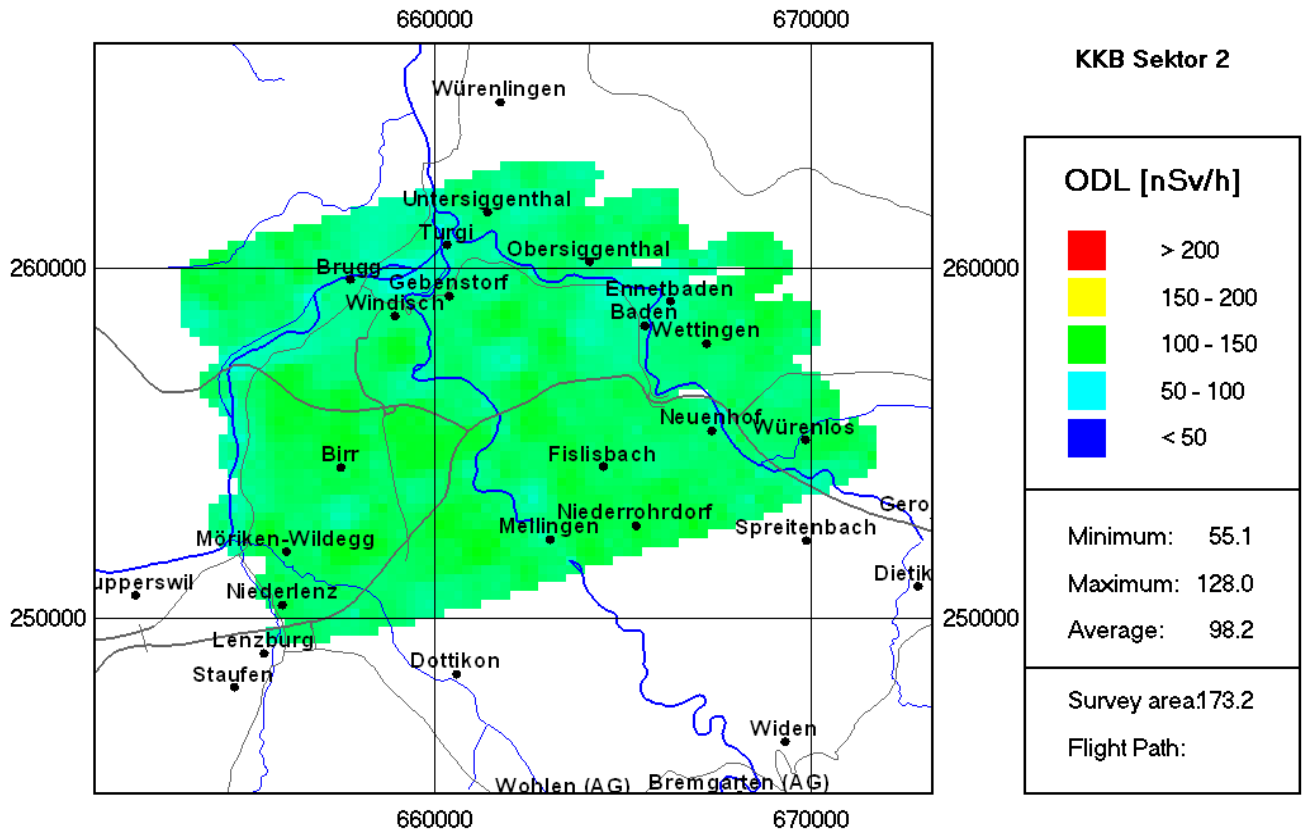 660000
670000
KKB Sektor 2
Würenlingen
ODL [nSv/h]
Untersiggenthal
Turgi
Obersiggenthal
> 200
260000
260000
Brugg
Gebenstorf
Ennetbaden
150 - 200
Windisch
Baden
Wettingen
100 - 150
50 - 100
Neuenhof
Würenlos
< 50
Birr
Fislisbach
Gero
Niederrohrdorf
Mellingen
Spreitenbach
Möriken-Wildegg
Minimum: 55.1
Dietik
upperswil
Niederlenz
Maximum: 128.0
250000
250000
Average: 98.2
Lenzburg
Dottikon
Staufen
Survey area:173.2
Widen
Flight Path:
Wohlen (AG)
Bremgarten (AG)
660000
670000